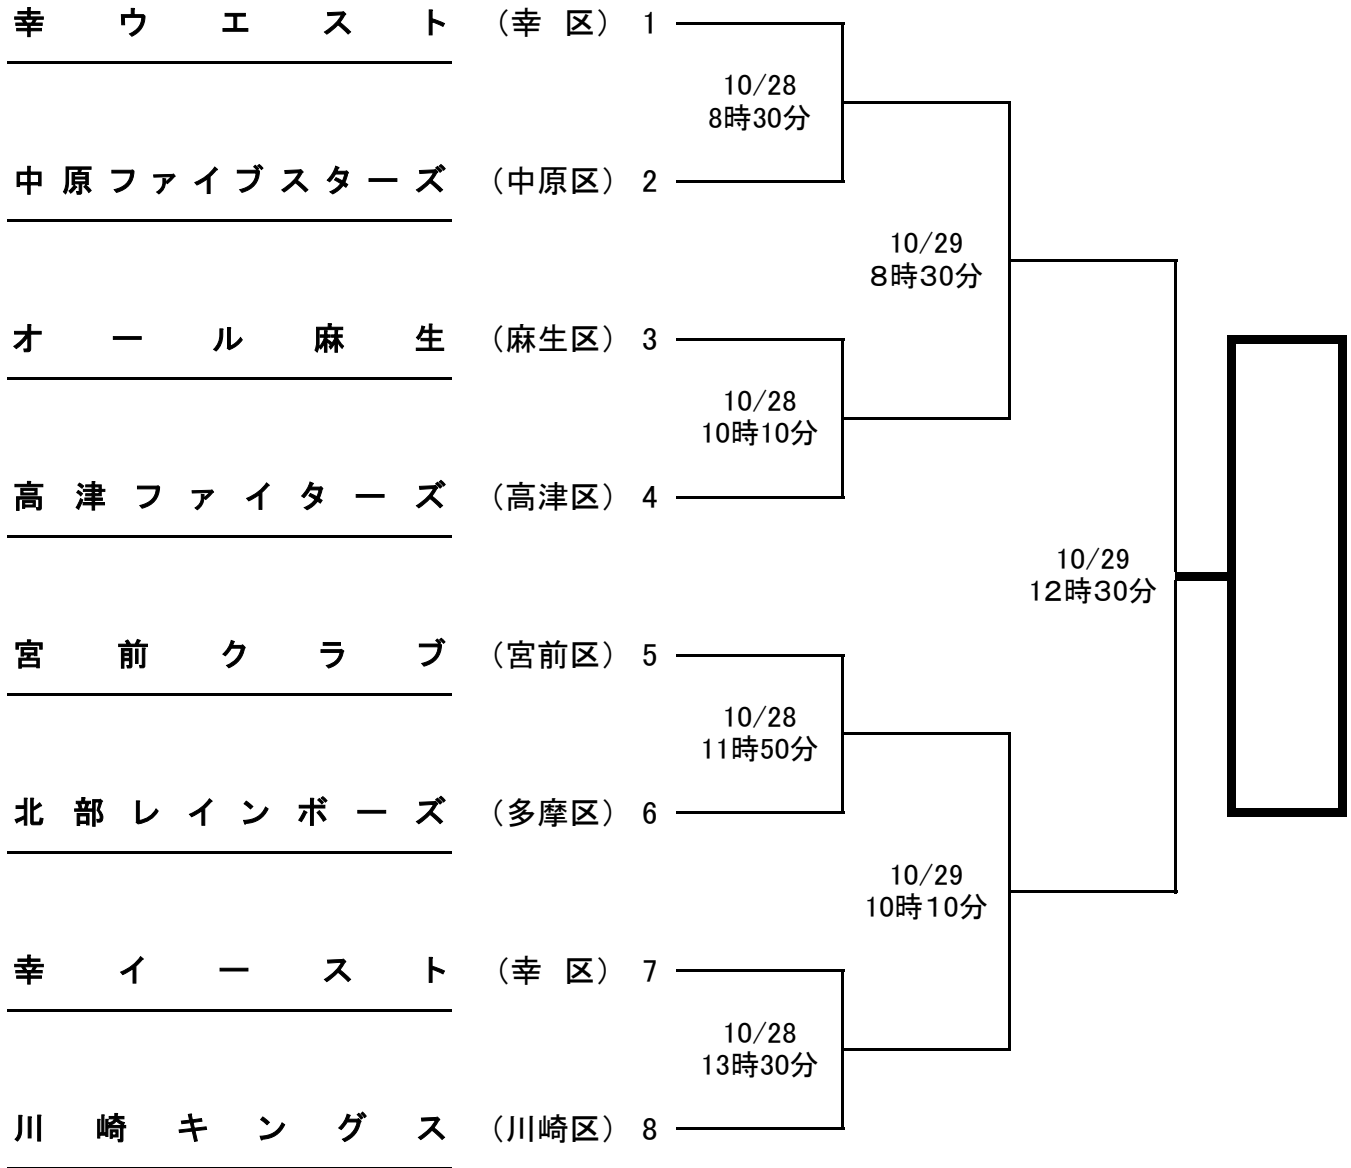 幸ウエスト （幸 区） 1
10/28
8時30分
中原ファイブスターズ （中原区） 2
10/29
８時３０分
オール麻生 （麻生区） 3
10/28
10時10分
高津ファイターズ （高津区） 4
10/29
1２時３０分
宮前クラブ （宮前区） 5
10/28
11時50分
北部レインボーズ （多摩区） 6
10/29
10時１０分
幸イースト （幸 区） 7
10/28
13時30分
川崎キングス （川崎区） 8